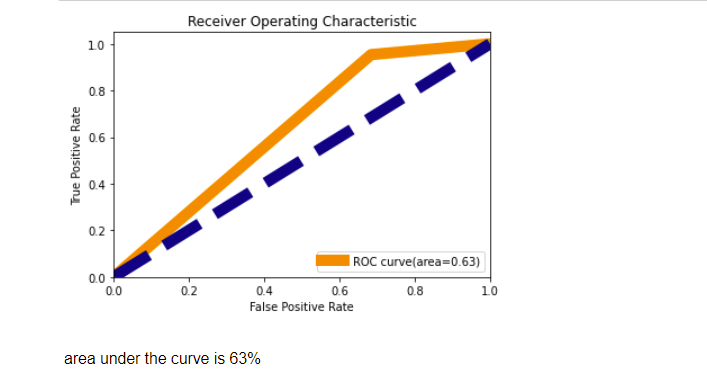 Receiver Operating Characteristic
1.0
0.8
0.6
0.4
0.2
0.0
True Positive Rate
ROC curve(area=0.63)
0.0 0.2 0.4 0.6 0.8 1.0
False Positive Rate
area under the curve is 63%